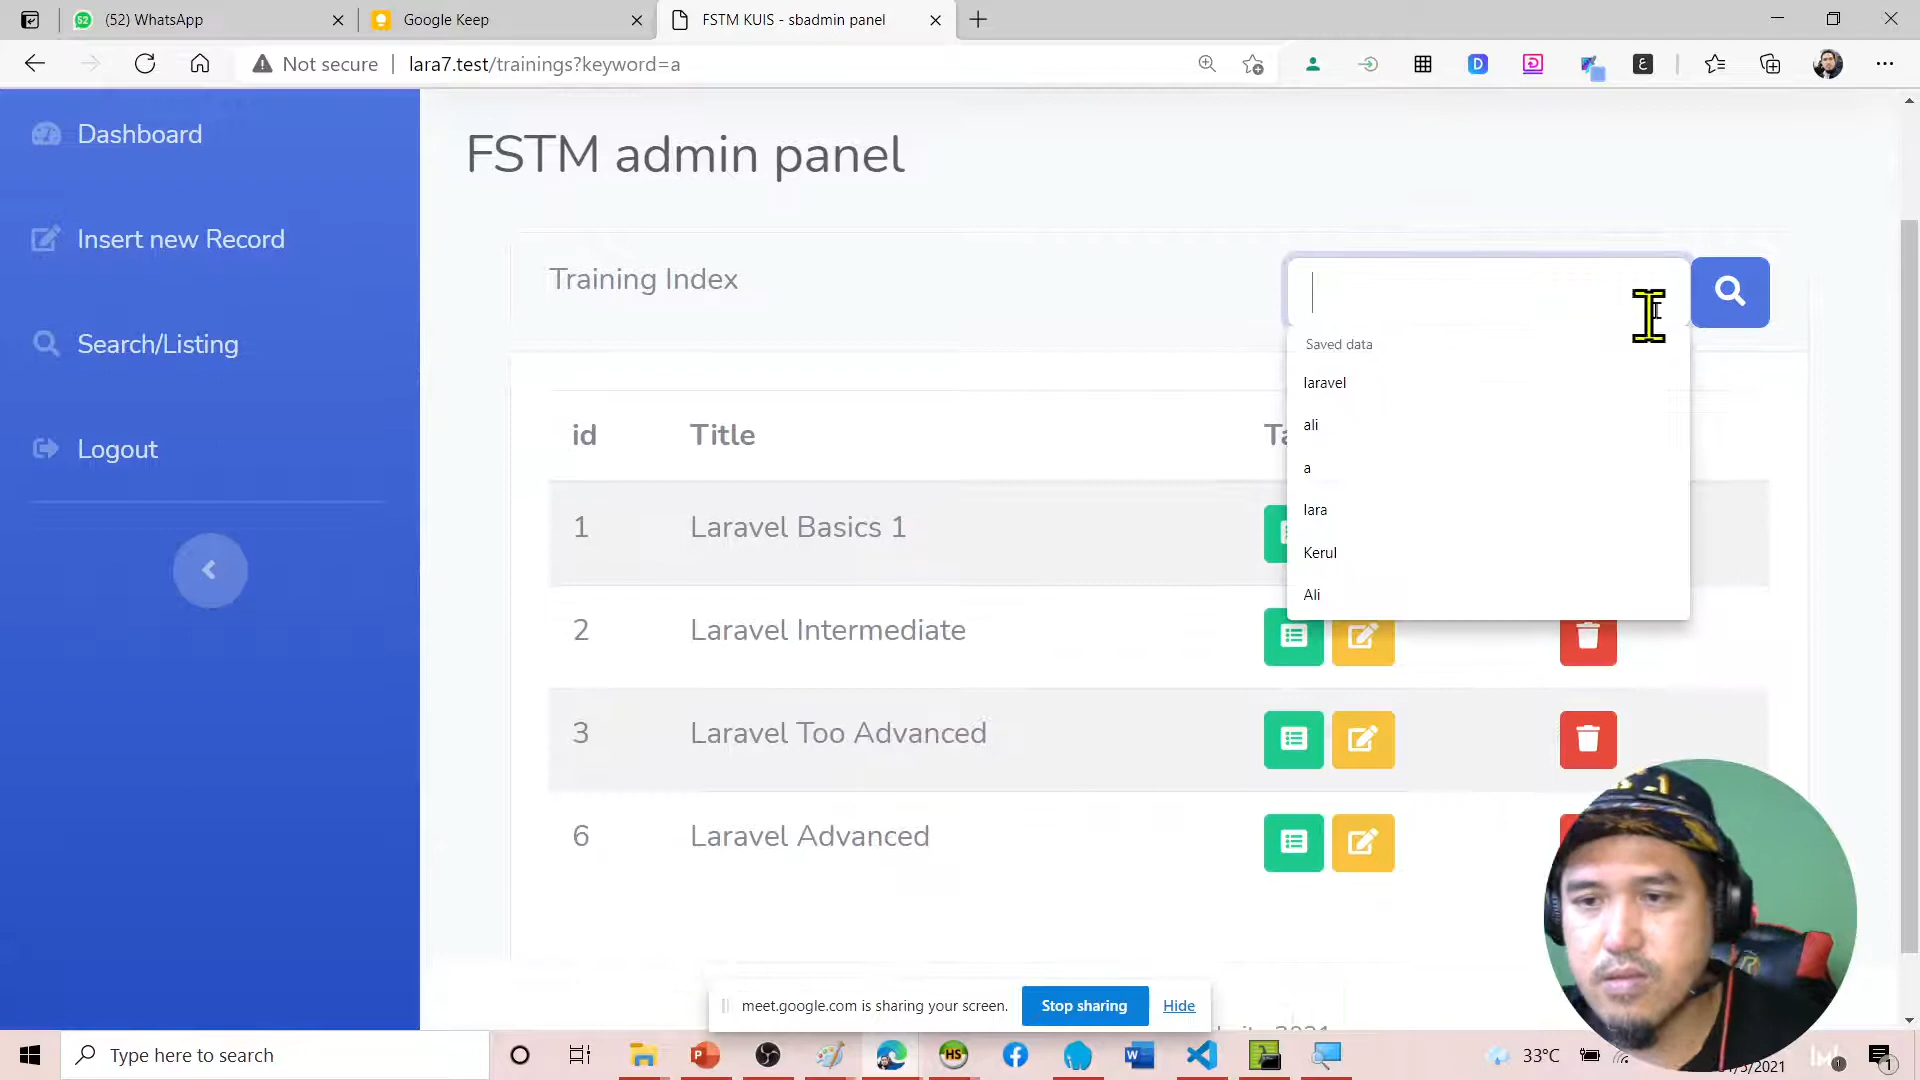 (52) WhatsApp
Google Keep
FSTM KUIS - sbadmin panel
Not secure
lara7.test/trainings?keyword=a
Dashboard
Insert new Record
Search/Listing
Logout
FSTM admin panel
Training Index
Saved data
laravel
ali
a
lara
Kerul
Ali
id Title
1 Laravel Basics 1
2 Laravel Intermediate
3 Laravel Too Advanced
6 Laravel Advanced
meet.google.com is sharing your screen.
Stop sharing
Hide
2021
Type here to search
33°C